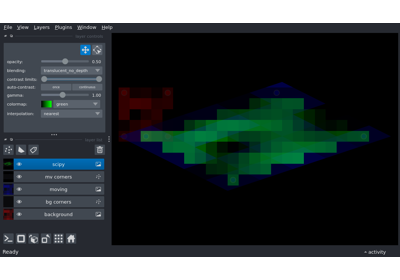 File View Layers Plugins Window Help
opacity: 0.50
blending: translucent_no_depth
contrast limits:
auto-contrast: once continuous
gamma: 1.00
colormap: green
interpolation: nearest
scipy
mv corners
moving
bg corners
background
Ready activity